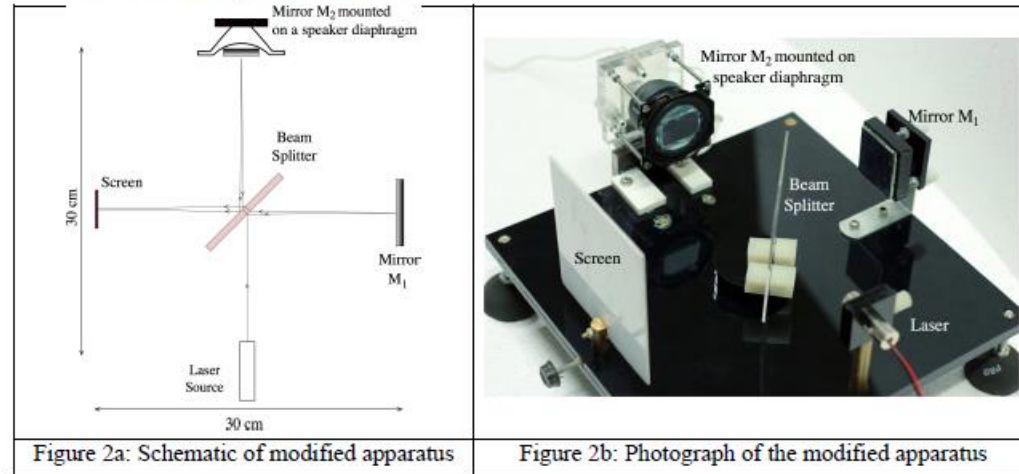 Mirror M₂ mounted
on a speaker diaphragm
Beam
Splitter
Screen
30 cm
Mirror
M₁
Laser
Source
30 cm
Figure 2a: Schematic of modified apparatus
Mirror M₂ mounted on
speaker diaphragm
Mirror M₁
Beam
Splitter
Screen
Laser
Figure 2b: Photograph of the modified apparatus